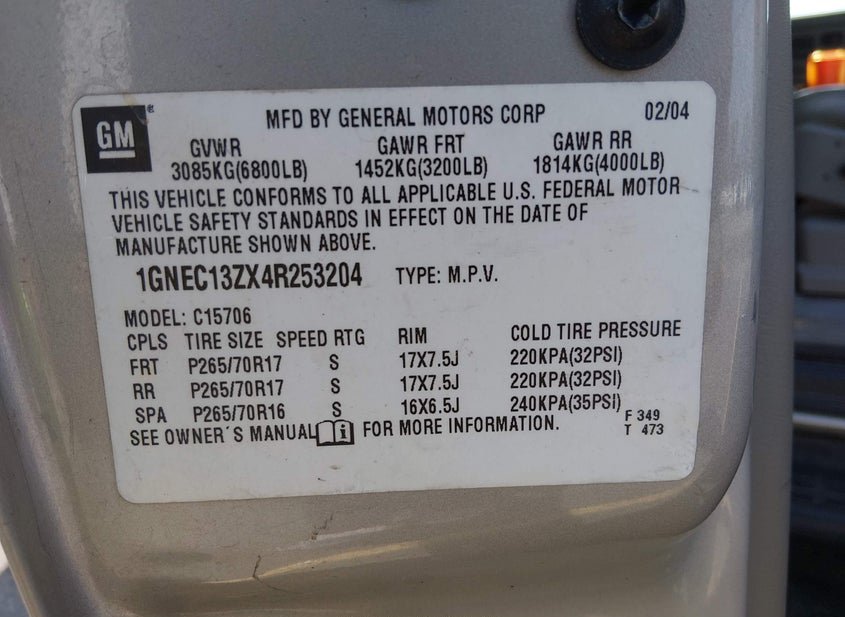 GM ® MFD BY GENERAL MOTORS CORP 02/04
GVWR GAWR FRT GAWR RR
3085KG(6800LB) 1452KG(3200LB) 1814KG(4000LB)
THIS VEHICLE CONFORMS TO ALL APPLICABLE U.S. FEDERAL MOTOR
VEHICLE SAFETY STANDARDS IN EFFECT ON THE DATE OF
MANUFACTURE SHOWN ABOVE.
1GNEC13ZX4R253204 TYPE: M.P.V.
MODEL: C15706
CPLS TIRE SIZE SPEED RTG RIM COLD TIRE PRESSURE
FRT P265/70R17 S 17X7.5J 220KPA(32PSI)
RR P265/70R17 S 17X7.5J 220KPA(32PSI)
SPA P265/70R16 S 16X6.5J 240KPA(35PSI)
SEE OWNER´S MANUAL i FOR MORE INFORMATION.
F 349
T 473